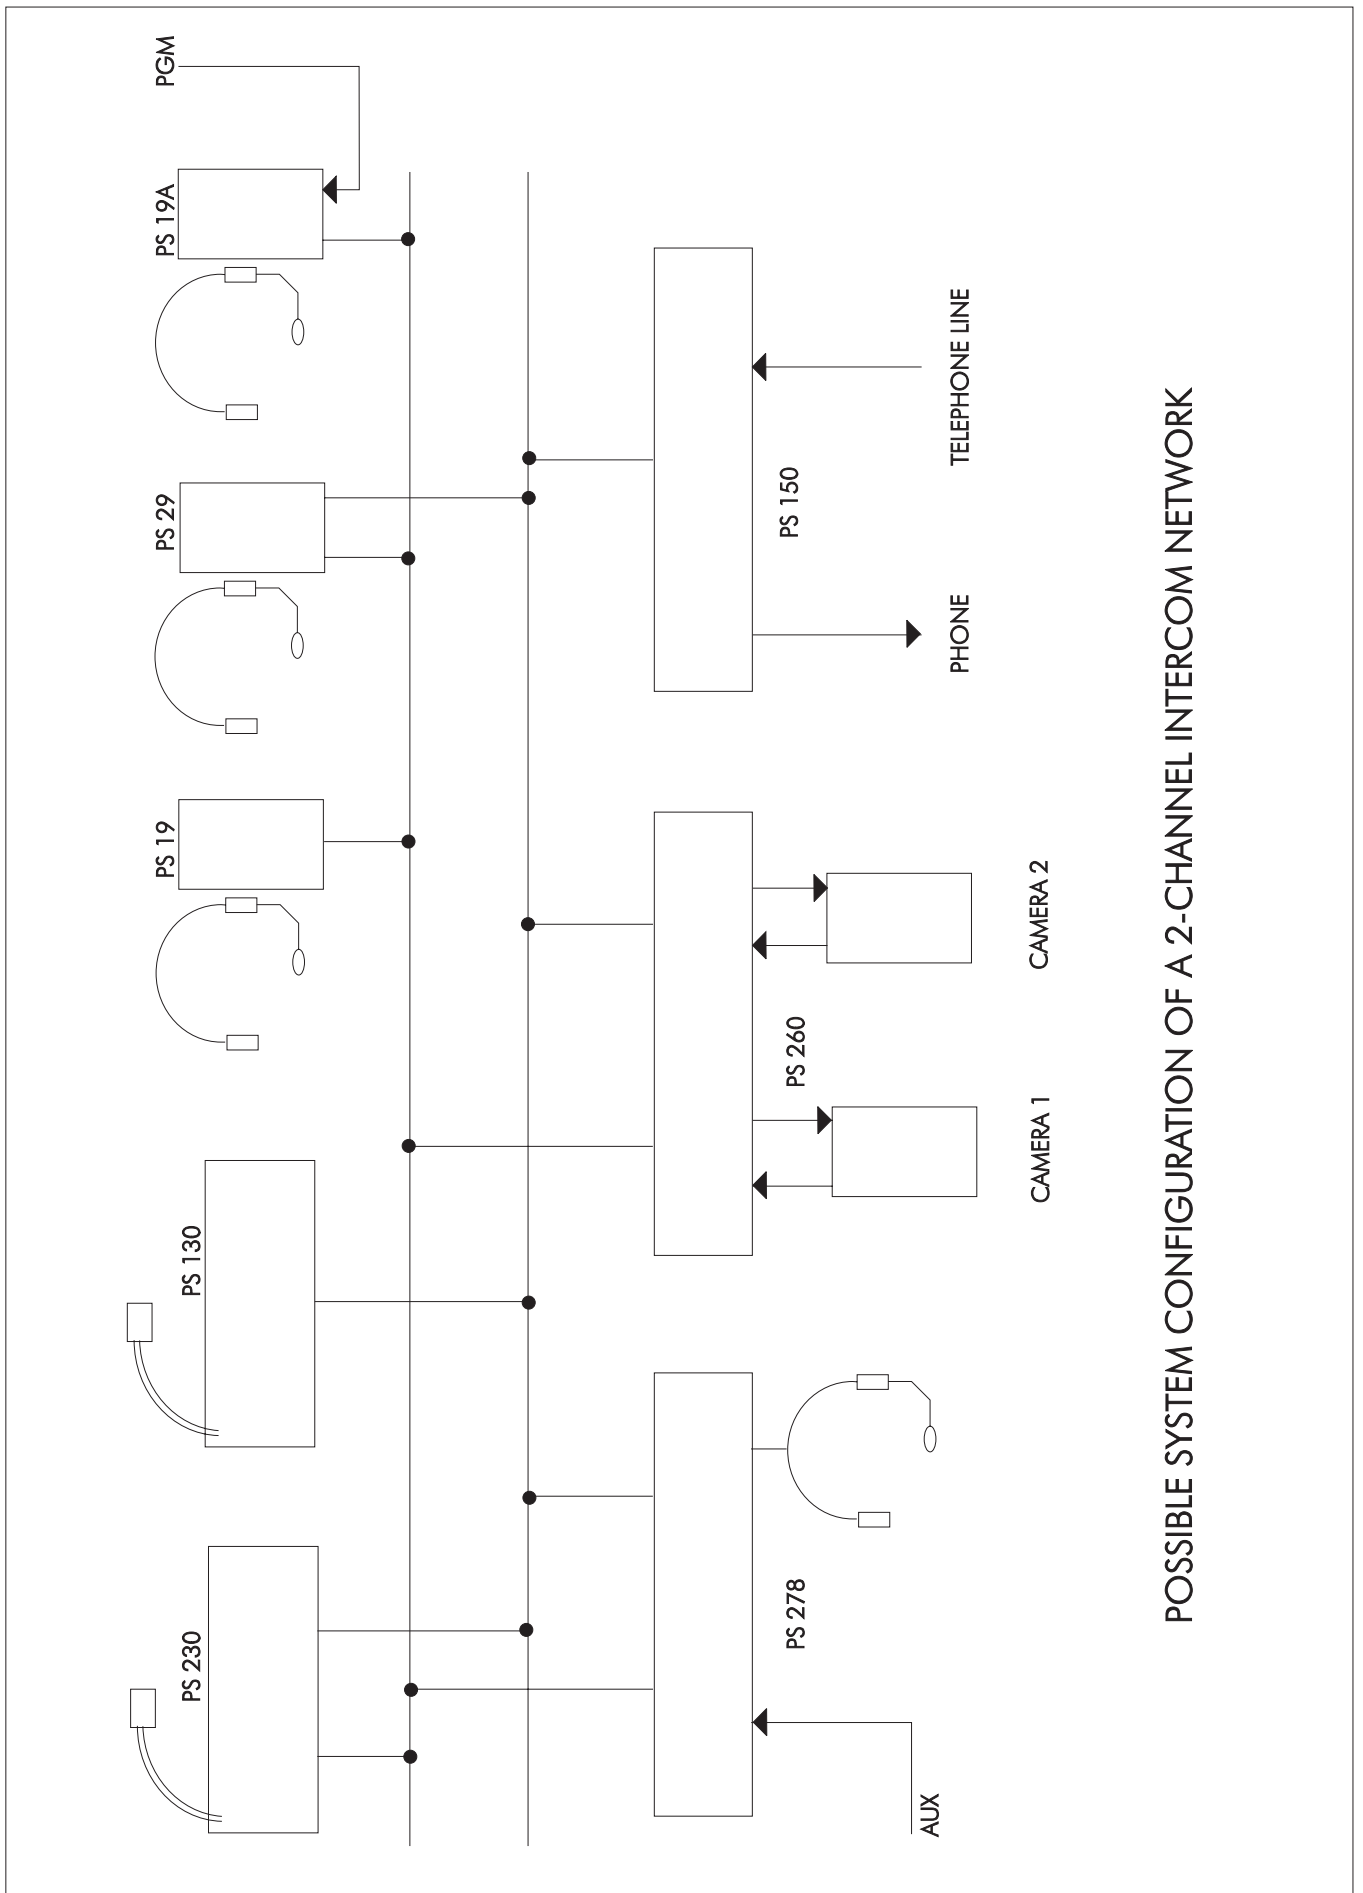 PS 230
PS 130
PS 19
PS 29
PS 19A
PGM
AUX
PS 278
PS 260
PS 150
CAMERA 1
CAMERA 2
PHONE
TELEPHONE LINE
POSSIBLE SYSTEM CONFIGURATION OF A 2-CHANNEL INTERCOM NETWORK